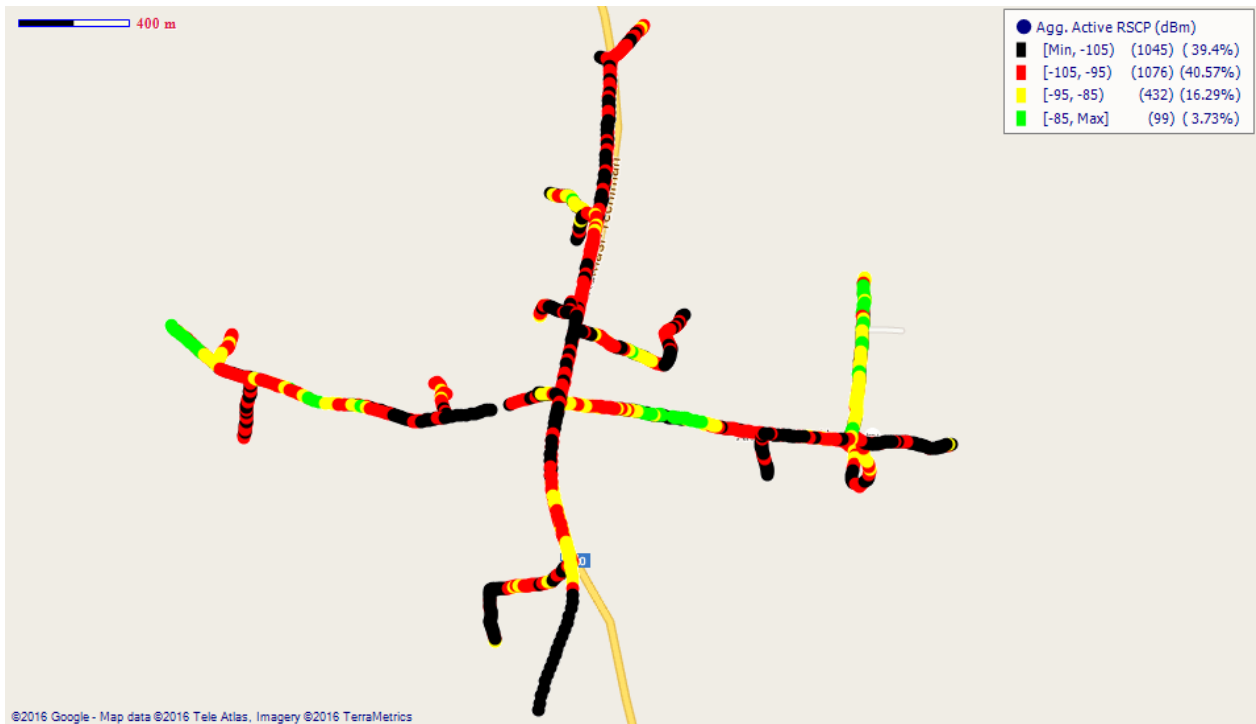 400 m
Agg. Active RSCP (dBm)
[Min, -105) (1045) ( 39.4%)
[-105, -95) (1076) (40.57%)
[-95, -85) (432) (16.29%)
[-85, Max] (99) ( 3.73%)
Techiman
©2016 Google - Map data ©2016 Tele Atlas, Imagery ©2016 TerraMetrics